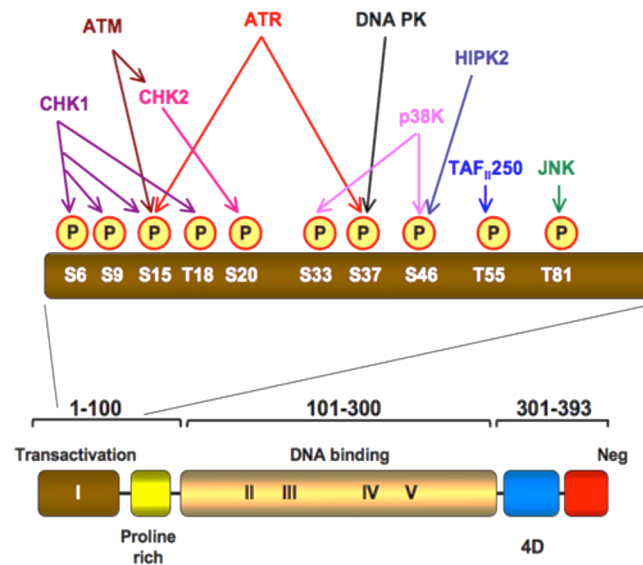 ATM
ATR
DNA PK
HIPK2
CHK1
CHK2
p38K
TAF_II250
JNK
P P P P P P P P P P
S6 S9 S15 T18 S20 S33 S37 S46 T55 T81
1-100 101-300 301-393
Transactivation DNA binding Neg
I II III IV V
Proline
rich
4D